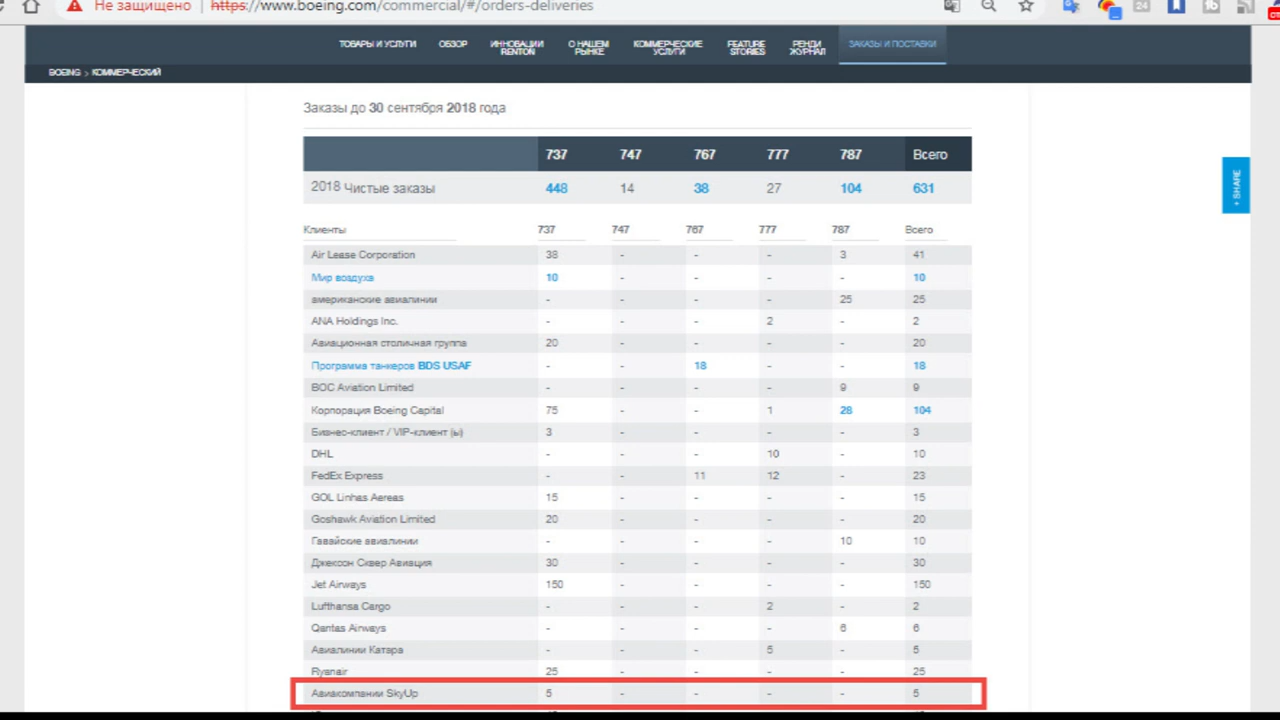 Не защищено | https://www.boeing.com/commercial/#/orders-deliveries
ТОВАРЫ И УСЛУГИ ОБЗОР ИННОВАЦИИ RENTON О НАШЕМ РЫНКЕ КОММЕРЧЕСКИЕ УСЛУГИ FEATURE STORIES РЕНДИ ЖУРНАЛ ЗАКАЗЫ И ПОСТАВКИ
BOEING > КОММЕРЧЕСКИЙ
Заказы до 30 сентября 2018 года
737 747 767 777 787 Всего
2018 Чистые заказы 448 14 38 27 104 631
+ SHARE
Клиенты 737 747 767 777 787 Всего
Air Lease Corporation 38 - - - 3 41
Мир воздуха 10 - - - - 10
американские авиалинии - - - - 25 25
ANA Holdings Inc. - - - 2 - 2
Авиационная столичная группа 20 - - - - 20
Программа танкеров BDS USAF - - 18 - - 18
BOC Aviation Limited - - - - 9 9
Корпорация Boeing Capital 75 - - 1 28 104
Бизнес-клиент / VIP-клиент (ы) 3 - - - - 3
DHL - - - 10 - 10
FedEx Express - - 11 12 - 23
GOL Linhas Aereas 15 - - - - 15
Goshawk Aviation Limited 20 - - - - 20
Гавайские авиалинии - - - - 10 10
Джексон Сквер Авиация 30 - - - - 30
Jet Airways 150 - - - - 150
Lufthansa Cargo - - - 2 - 2
Qantas Airways - - - - 6 6
Авиалинии Катара - - - 5 - 5
Ryanair 25 - - - - 25
Авиакомпании SkyUp 5 - - - - 5